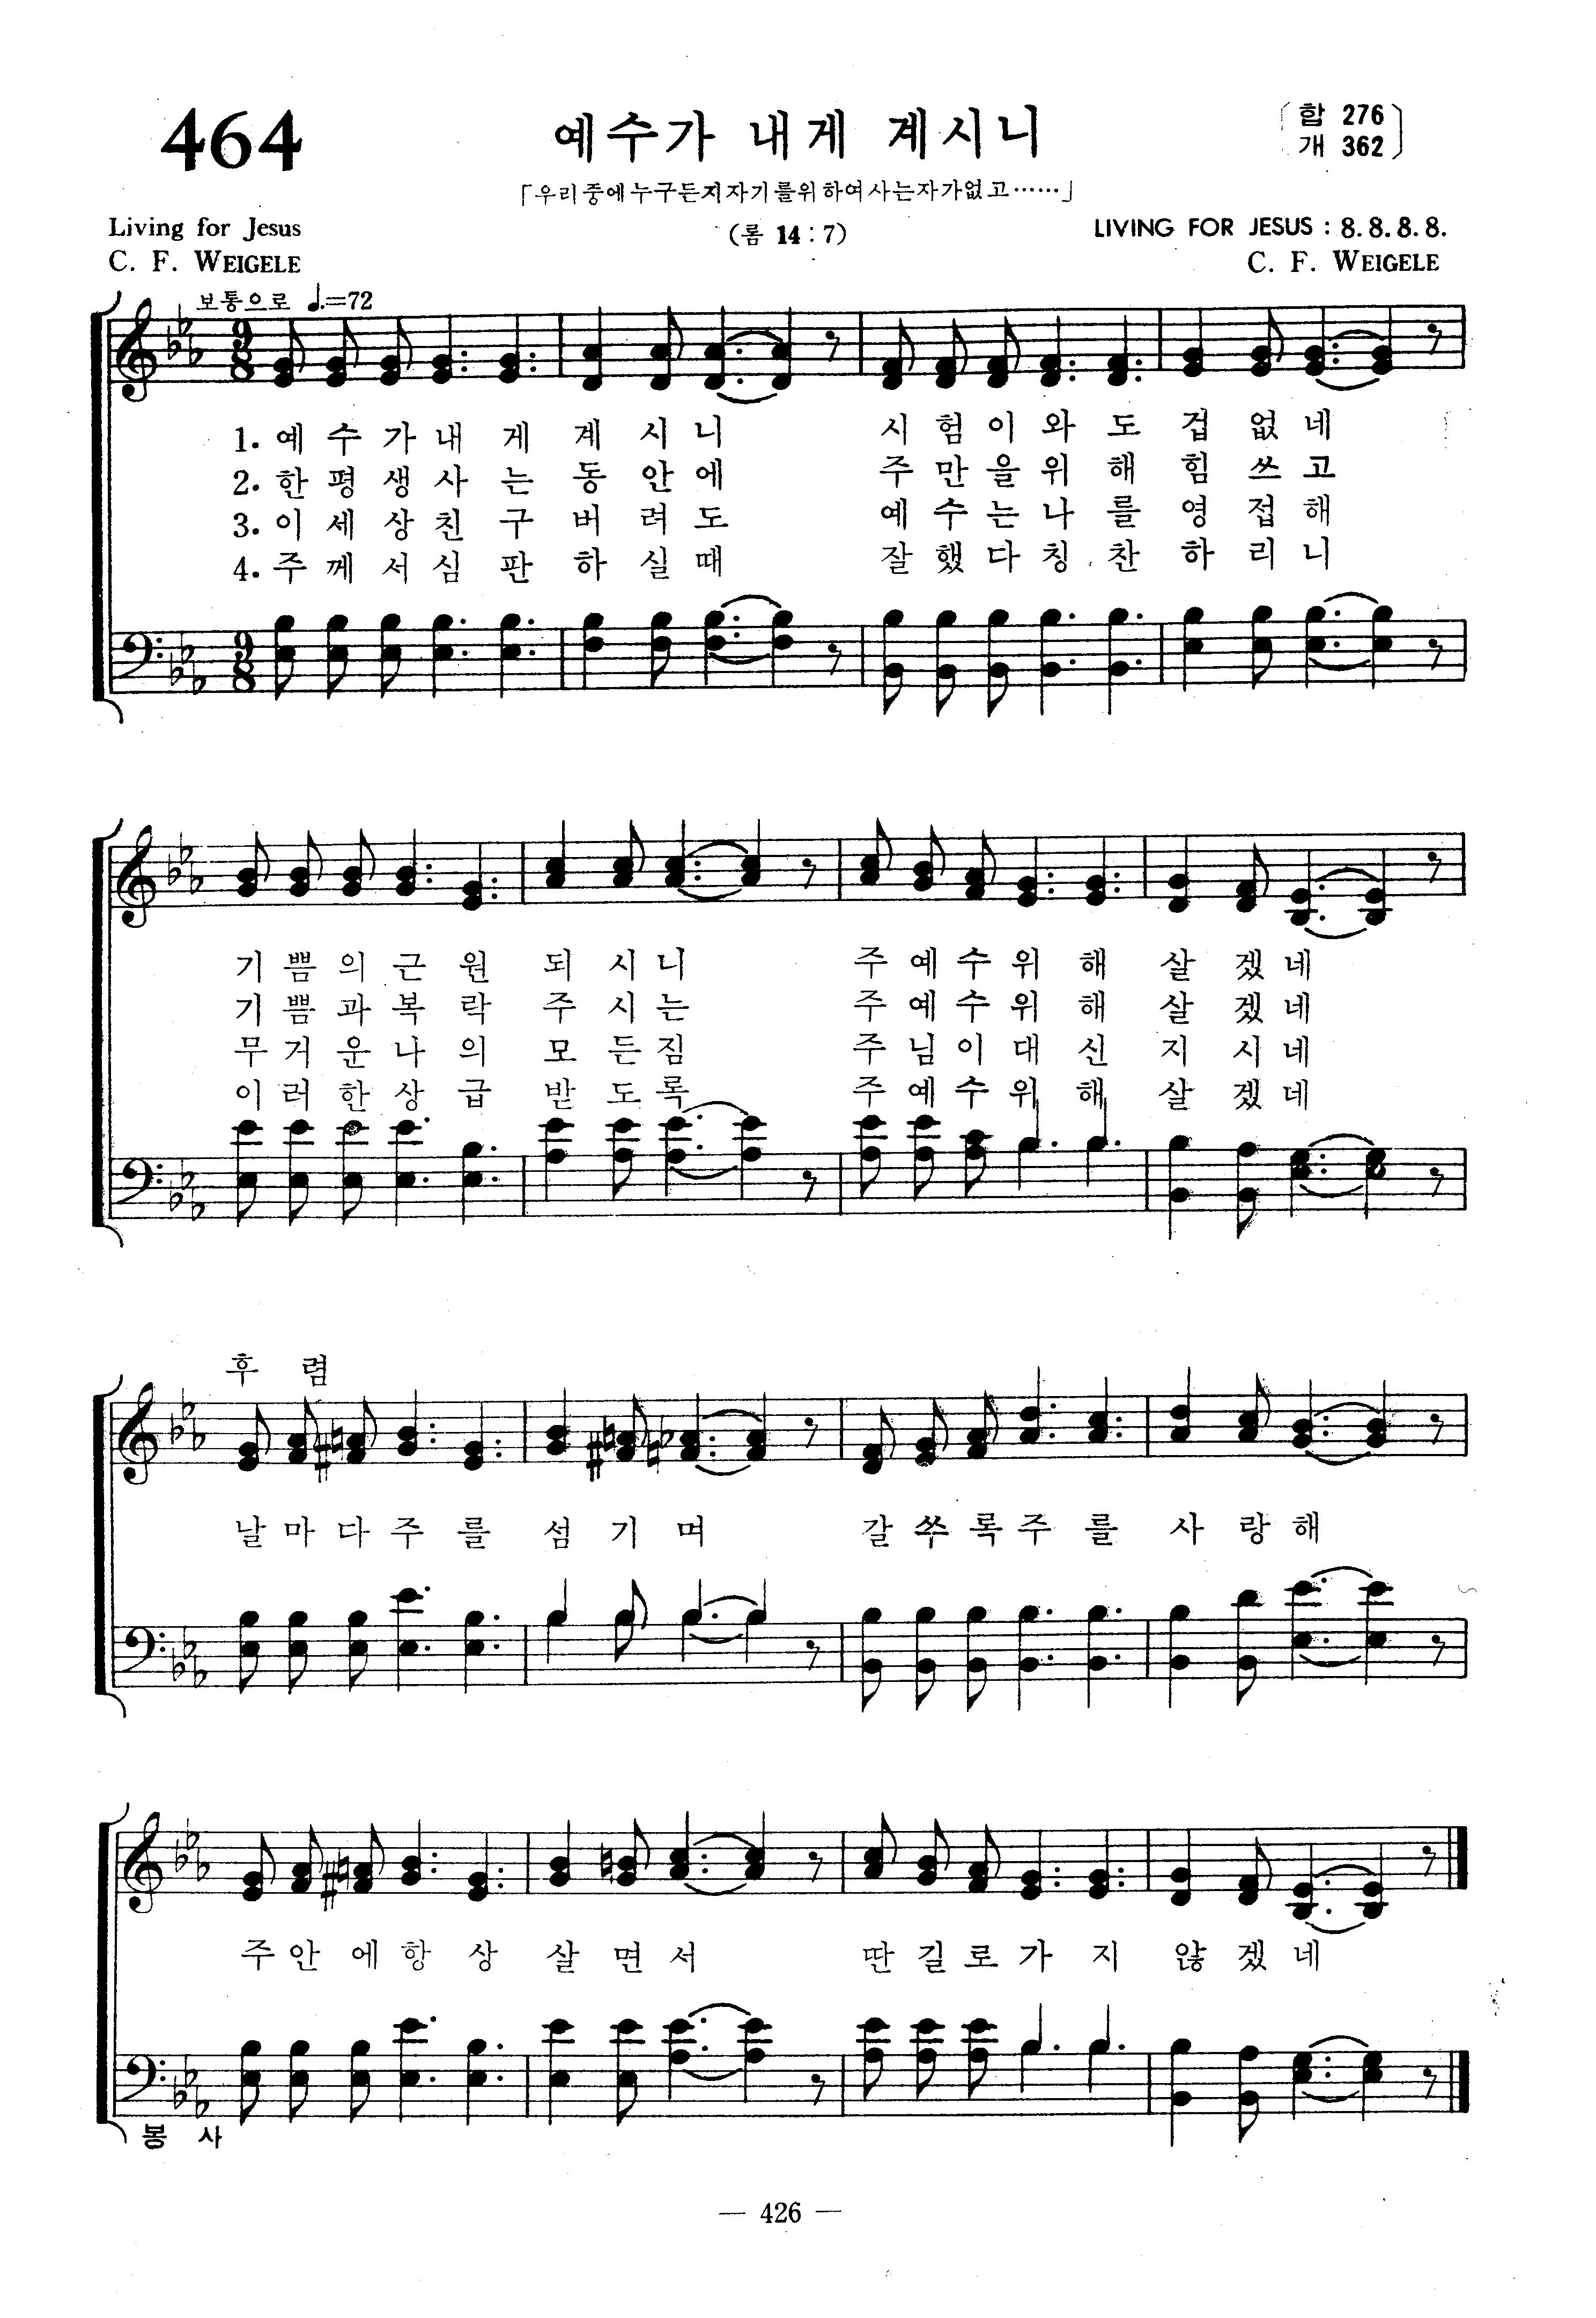 464
예수가 내게 계시니
합 276
개 362
「우리중에누구든지자기를위하여사는자가없고……」
(롬 14 : 7)
Living for Jesus
C. F. WEIGELE
LIVING FOR JESUS : 8. 8. 8. 8.
C. F. WEIGELE
보통으로 ♩.=72
1. 예 수 가 내 게 계 시 니 시 험 이 와 도 겁 없 네
2. 한 평 생 사 는 동 안 에 주 만 을 위 해 힘 쓰 고
3. 이 세 상 친 구 버 려 도 예 수 는 나 를 영 접 해
4. 주 께 서 심 판 하 실 때 잘 했 다 칭 찬 하 리 니
기 쁨 의 근 원 되 시 니 주 예 수 위 해 살 겠 네
기 쁨 과 복 락 주 시 는 주 예 수 위 해 살 겠 네
무 거 운 나 의 모 든 짐 주 님 이 대 신 지 시 네
이 러 한 상 급 받 도 록 주 예 수 위 해 살 겠 네
후 렴
날 마 다 주 를 섬 기 며 갈 쑤 록 주 를 사 랑 해
주 안 에 항 상 살 면 서 딴 길 로 가 지 않 겠 네
봉 사
— 426 —